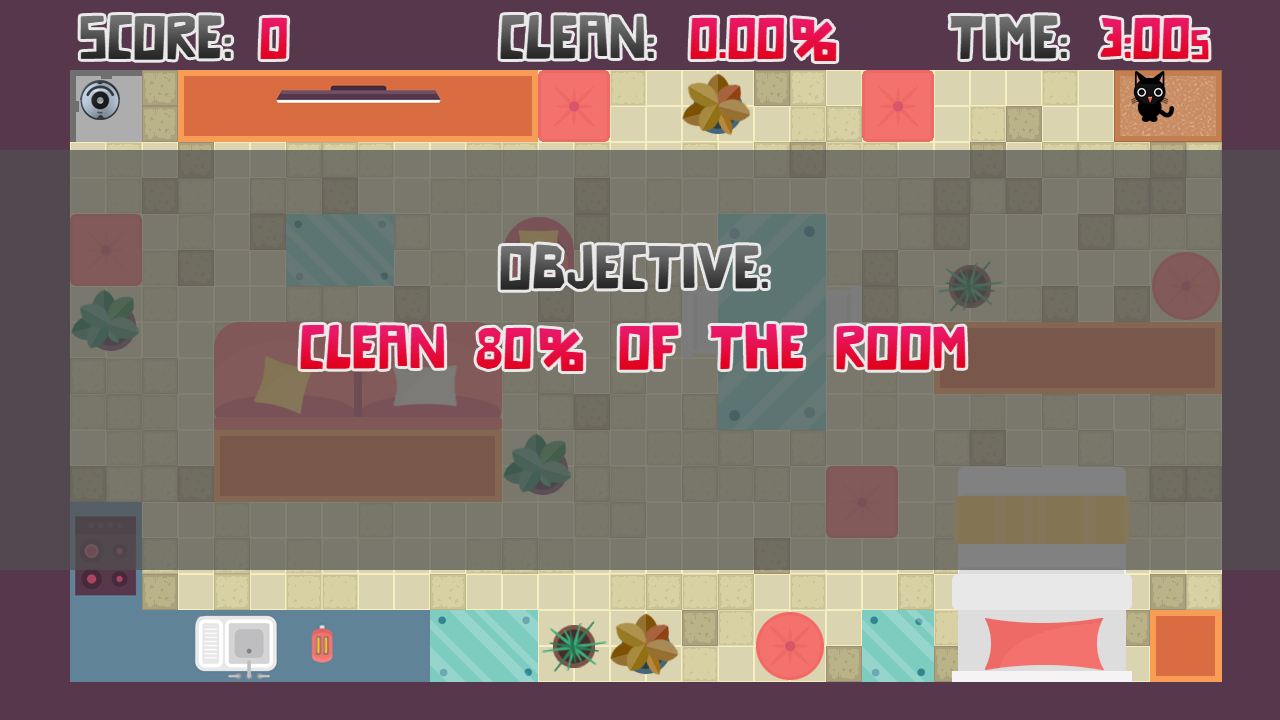 SCORE: 0 CLEAN: 0.00% TIME: 3:00s
OBJECTIVE:
CLEAN 80% OF THE ROOM